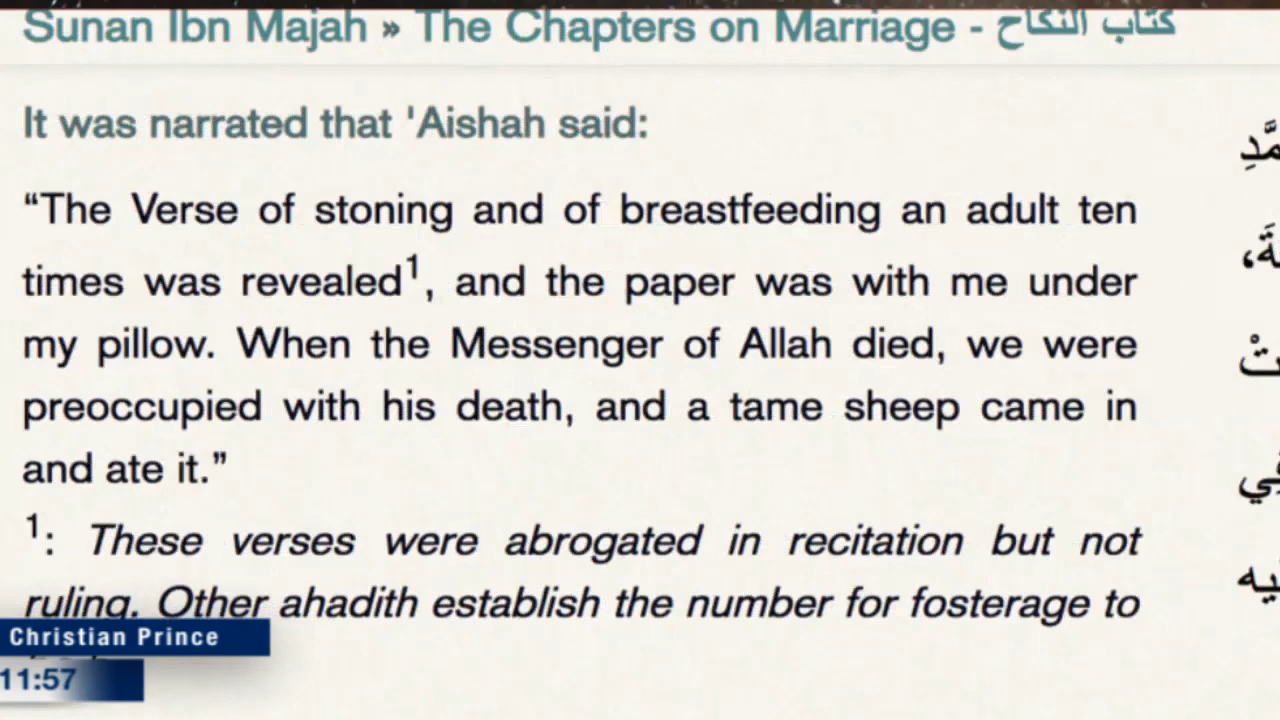 Sunan Ibn Majah » The Chapters on Marriage - كتاب النكاح
It was narrated that 'Aishah said:
“The Verse of stoning and of breastfeeding an adult ten
times was revealed¹, and the paper was with me under
my pillow. When the Messenger of Allah died, we were
preoccupied with his death, and a tame sheep came in
and ate it.”
¹: These verses were abrogated in recitation but not
ruling. Other ahadith establish the number for fosterage to
Christian Prince
11:57